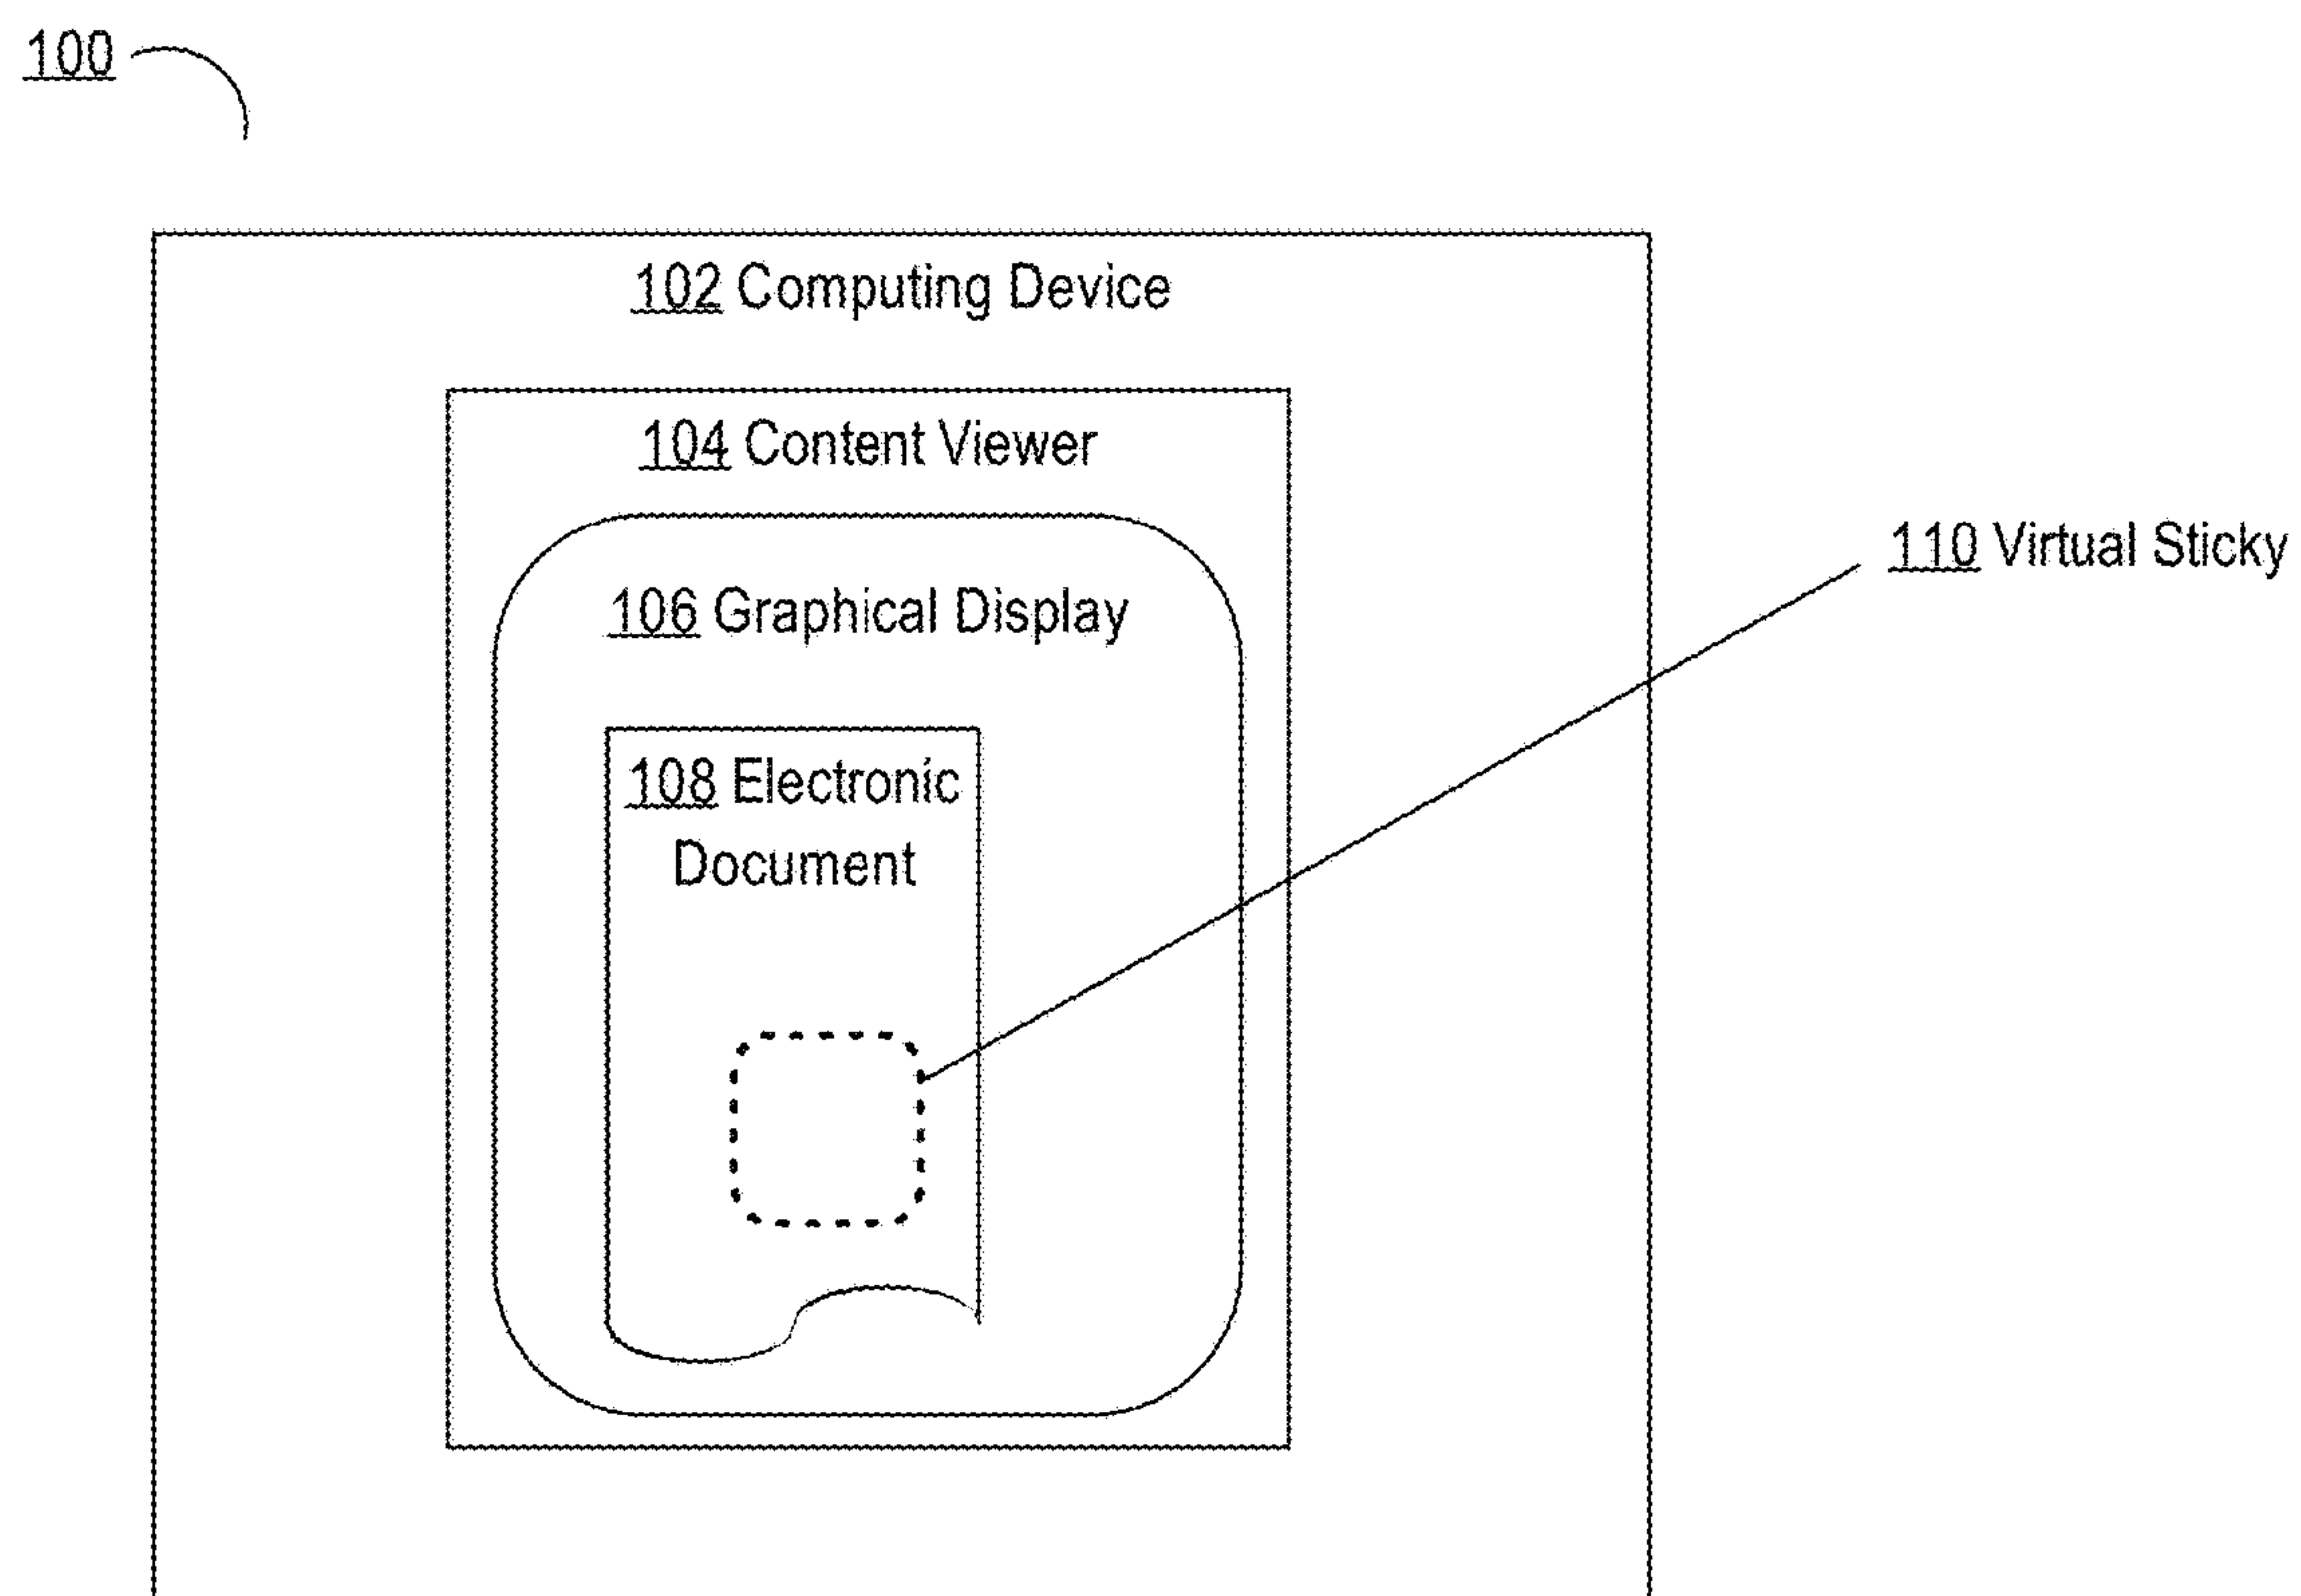 100
102 Computing Device
104 Content Viewer
110 Virtual Sticky
106 Graphical Display
108 Electronic
Document